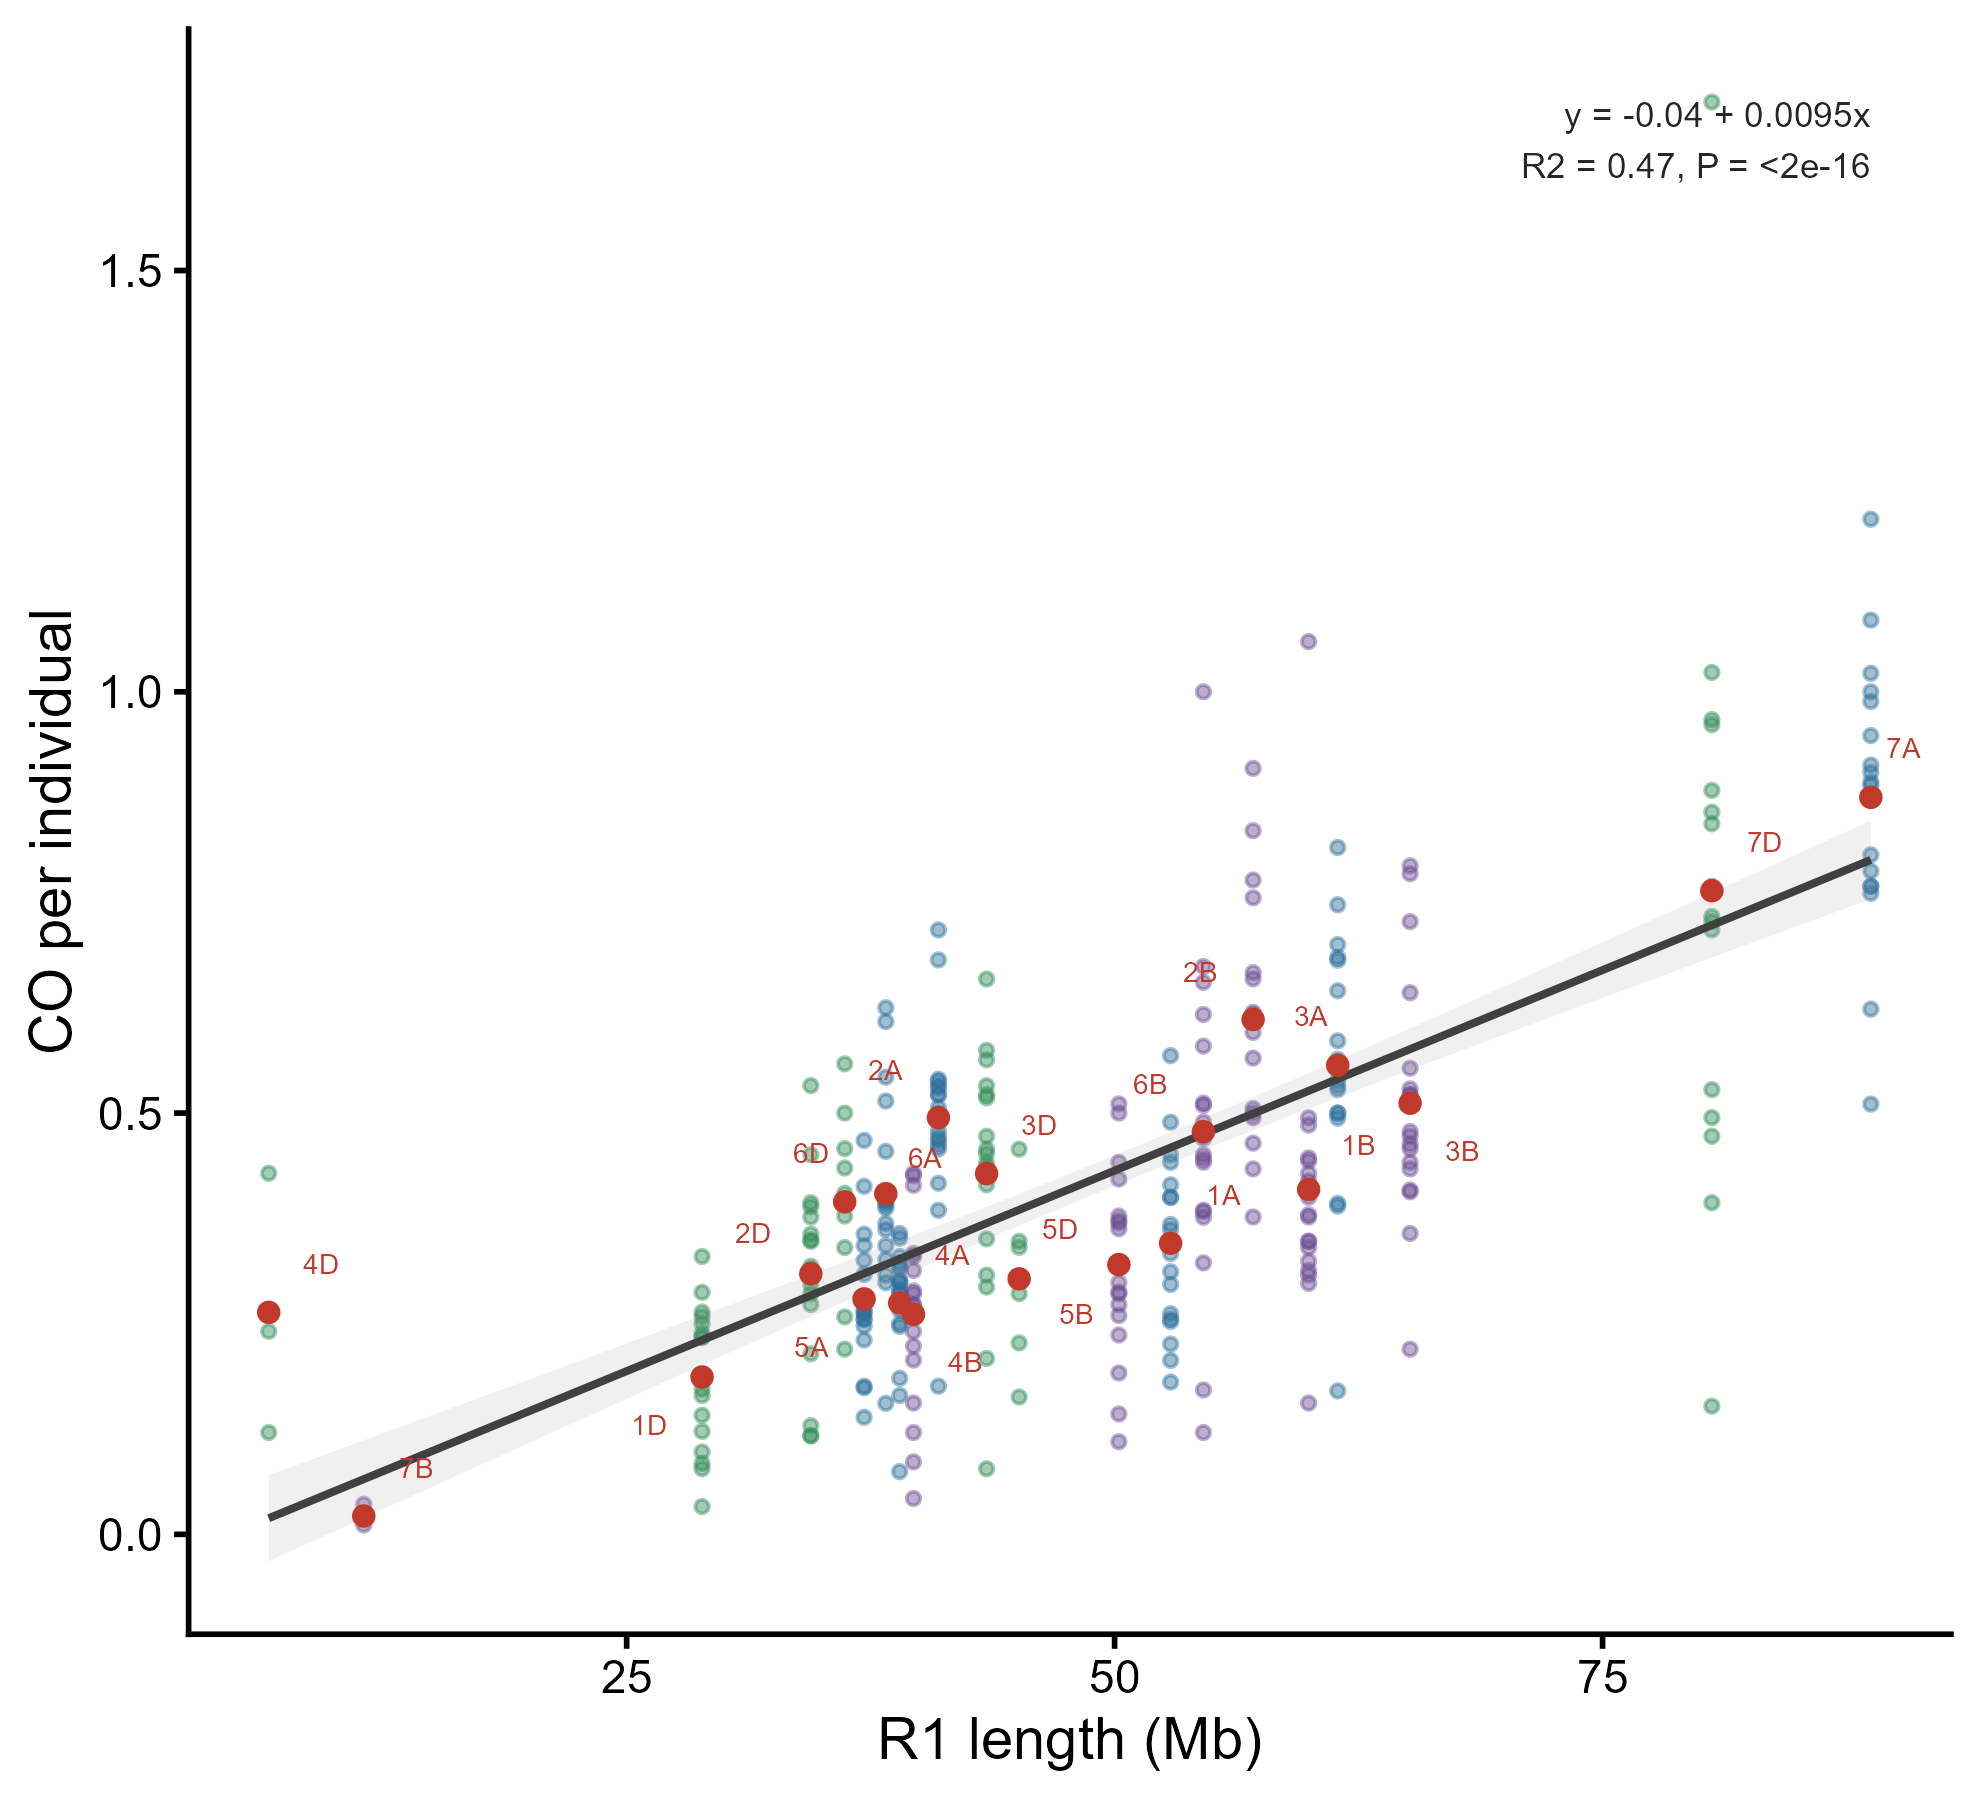 y = -0.04 + 0.0095x
R2 = 0.47, P = <2e-16
1.5
1.0
0.5
0.0
CO per individual
7A
7D
2B
3A
2A
6B
3D
1B
3B
6D
6A
1A
2D
5D
4A
4D
5B
5A
4B
1D
7B
25
50
75
R1 length (Mb)